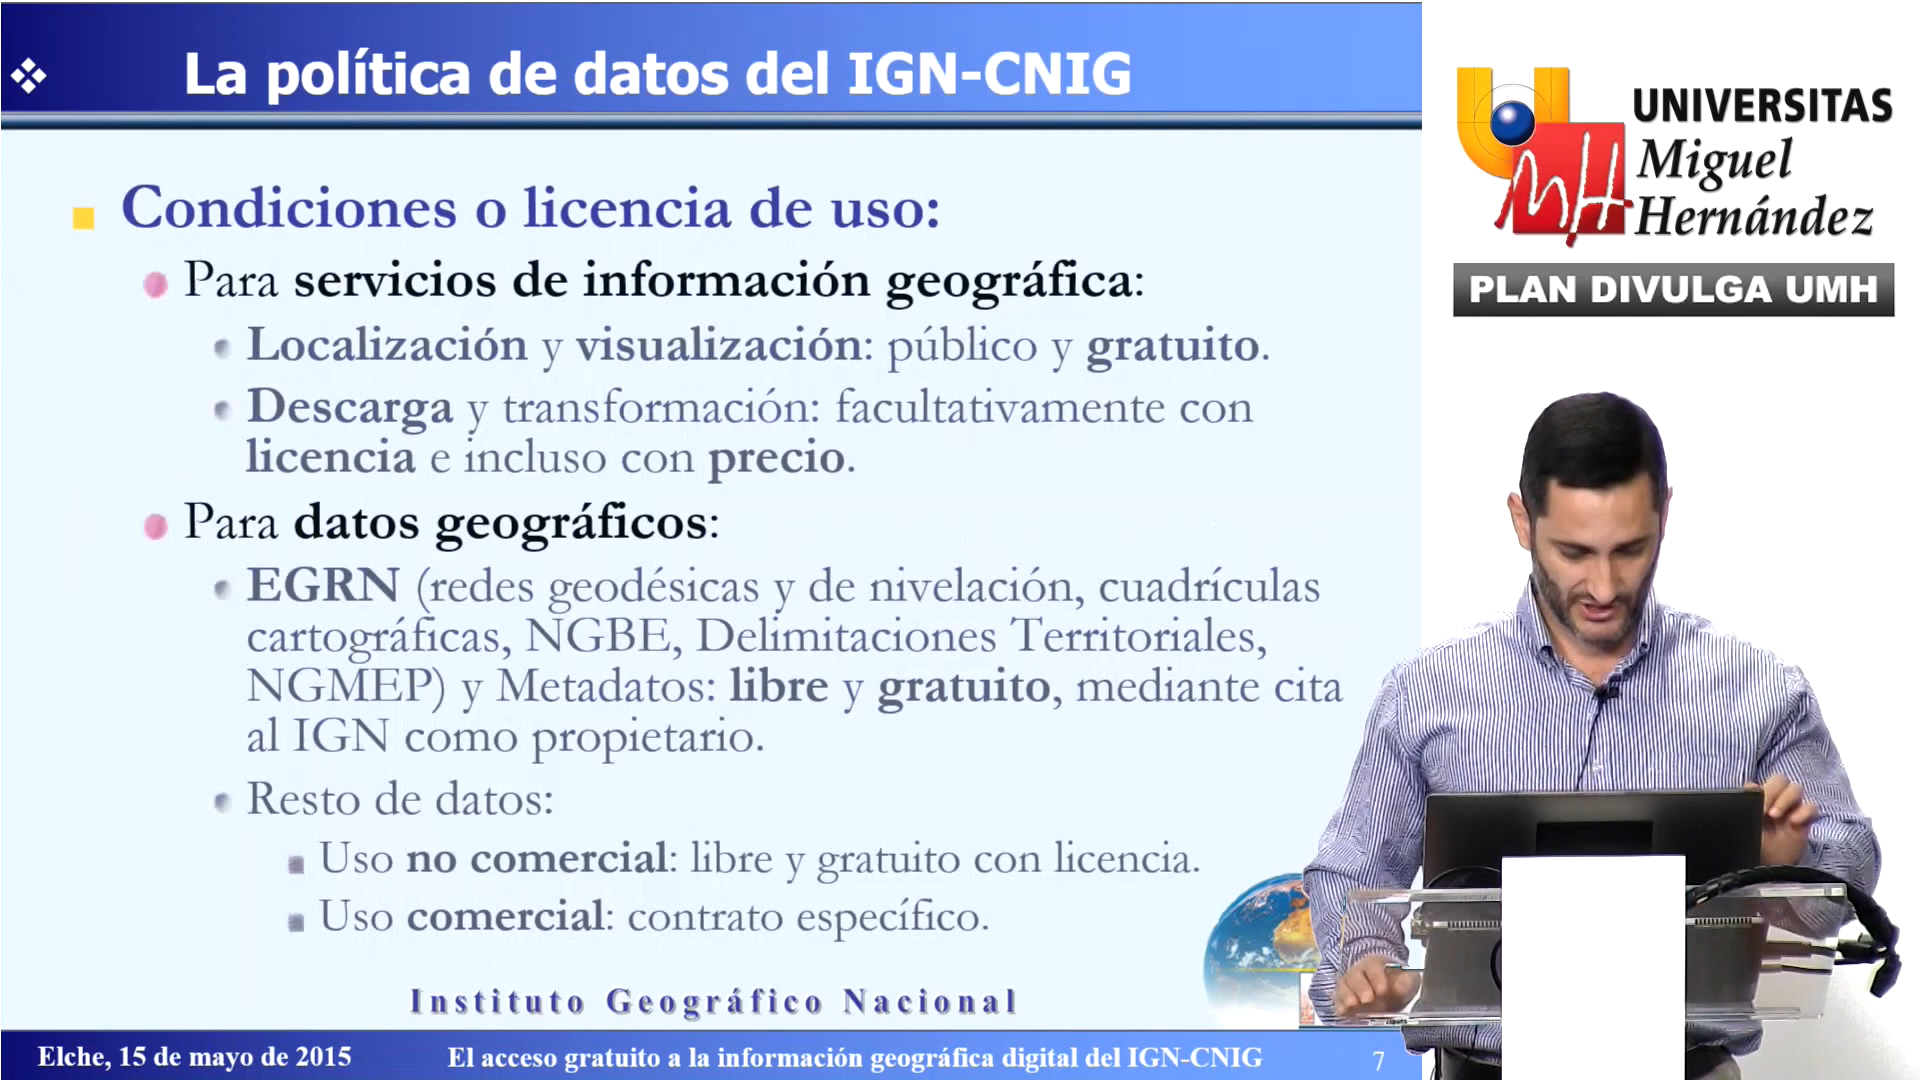 La política de datos del IGN-CNIG
Condiciones o licencia de uso:
Para servicios de información geográfica:
Localización y visualización: público y gratuito.
Descarga y transformación: facultativamente con
licencia e incluso con precio.
Para datos geográficos:
EGRN (redes geodésicas y de nivelación, cuadrículas
cartográficas, NGBE, Delimitaciones Territoriales,
NGMEP) y Metadatos: libre y gratuito, mediante cita
al IGN como propietario.
Resto de datos:
Uso no comercial: libre y gratuito con licencia.
Uso comercial: contrato específico.
Instituto Geográfico Nacional
Elche, 15 de mayo de 2015
El acceso gratuito a la información geográfica digital del IGN-CNIG
7
UNIVERSITAS
Miguel
Hernández
PLAN DIVULGA UMH